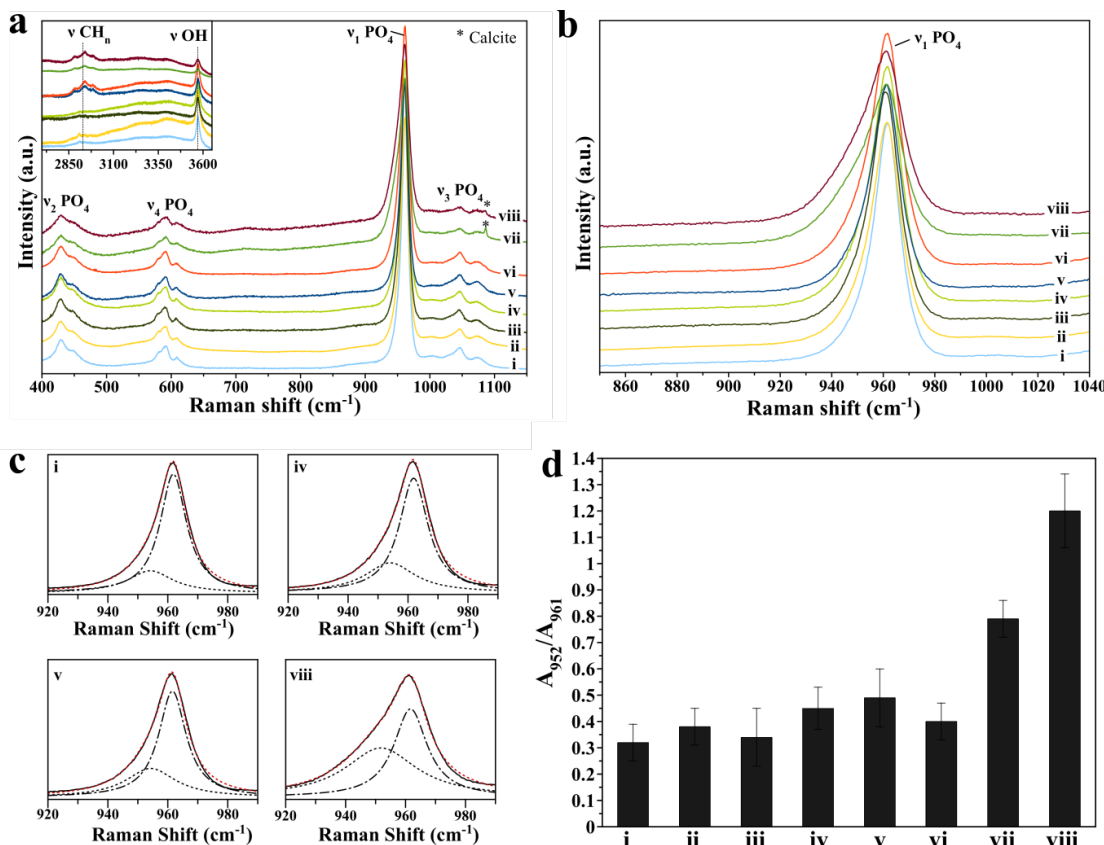 a
ν CHₙ
ν OH
2850 3100 3350 3600
ν₁ PO₄
* Calcite
ν₂ PO₄
ν₄ PO₄
ν₃ PO₄
*
*
viii
vii
vi
v
iv
iii
ii
i
Intensity (a.u.)
400 500 600 700 800 900 1000 1100
Raman shift (cm⁻¹)
b
ν₁ PO₄
viii
vii
vi
v
iv
iii
ii
i
860 880 900 920 940 960 980 1000 1020 1040
Raman shift (cm⁻¹)
c
i
920 940 960 980
Raman Shift (cm⁻¹)
iv
920 940 960 980
Raman Shift (cm⁻¹)
v
920 940 960 980
Raman Shift (cm⁻¹)
viii
920 940 960 980
Raman Shift (cm⁻¹)
d
A₉₅₂/A₉₆₁
1.4
1.3
1.2
1.1
1
0.9
0.8
0.7
0.6
0.5
0.4
0.3
0.2
0.1
0
i ii iii iv v vi vii viii